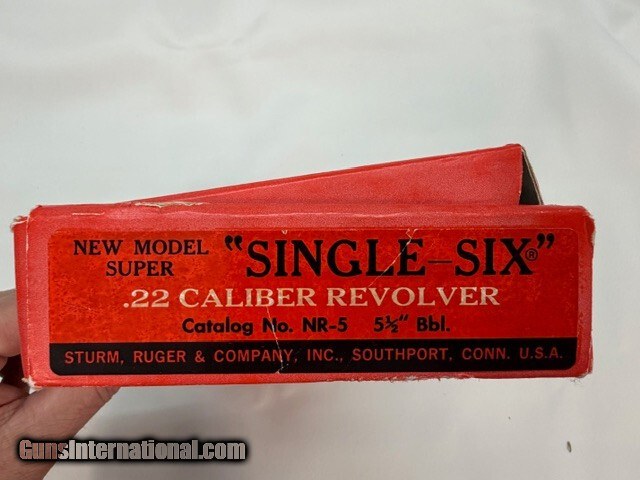 NEW MODEL SUPER "SINGLE-SIX"®
.22 CALIBER REVOLVER
Catalog No. NR-5 5½" Bbl.
STURM, RUGER & COMPANY, INC., SOUTHPORT, CONN. U.S.A.
GunsInternational.com